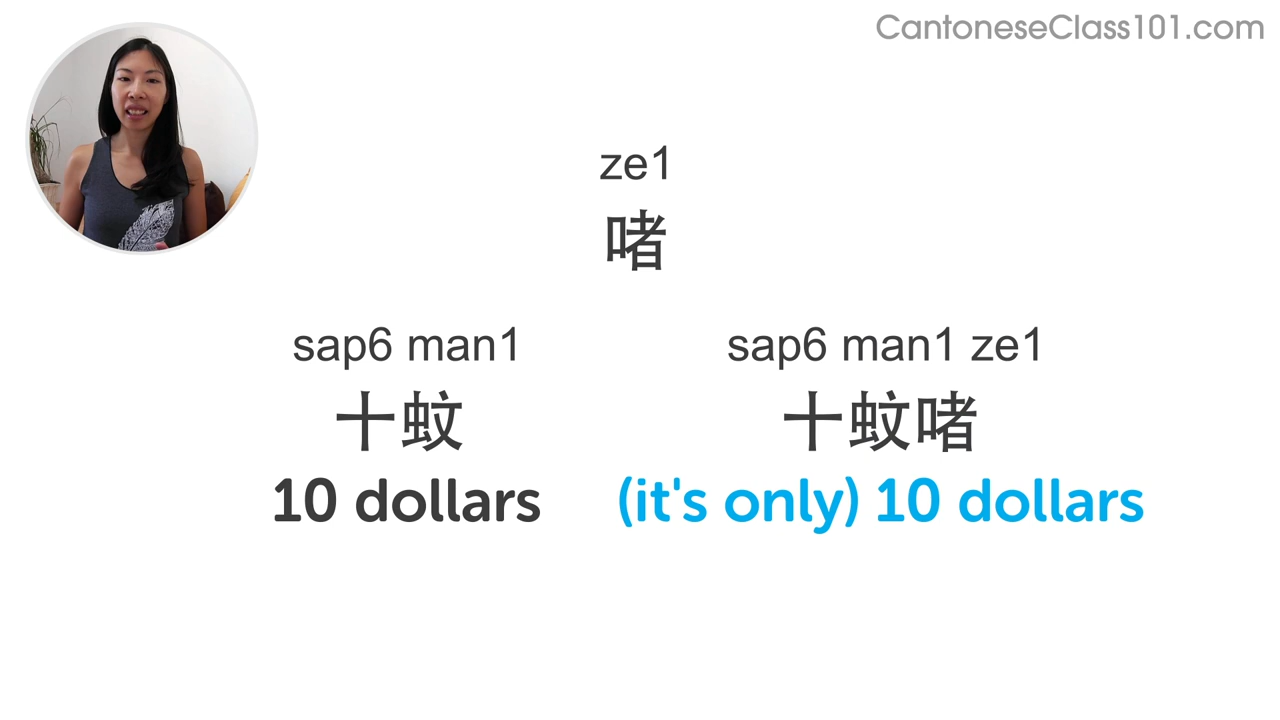 CantoneseClass101.com
ze1
啫
sap6 man1
十蚊
10 dollars
sap6 man1 ze1
十蚊啫
(it's only) 10 dollars